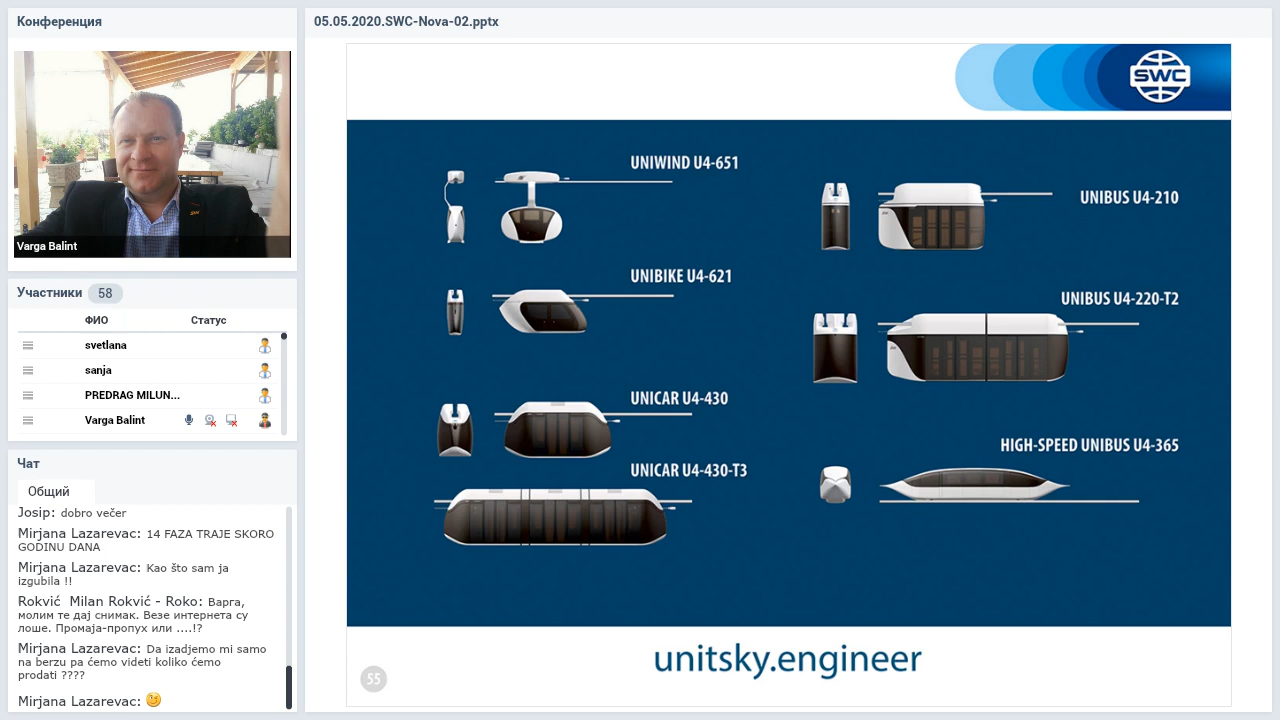 Конференция
Varga Balint
Участники 58
ФИО Статус
svetlana
sanja
PREDRAG MILUN...
Varga Balint
Чат
Общий
Josip: dobro večer
Mirjana Lazarevac: 14 FAZA TRAJE SKORO
GODINU DANA
Mirjana Lazarevac: Kao što sam ja
izgubila !!
Rokvić  Milan Rokvić - Roko: Варга,
молим те дај снимак. Везе интернета су
лоше. Промаја-пропух или ....!?
Mirjana Lazarevac: Da izadjemo mi samo
na berzu pa ćemo videti koliko ćemo
prodati ????
Mirjana Lazarevac: 😉
05.05.2020.SWC-Nova-02.pptx
SWC
UNIWIND U4-651
UNIBIKE U4-621
UNICAR U4-430
UNICAR U4-430-T3
UNIBUS U4-210
UNIBUS U4-220-T2
HIGH-SPEED UNIBUS U4-365
unitsky.engineer
55